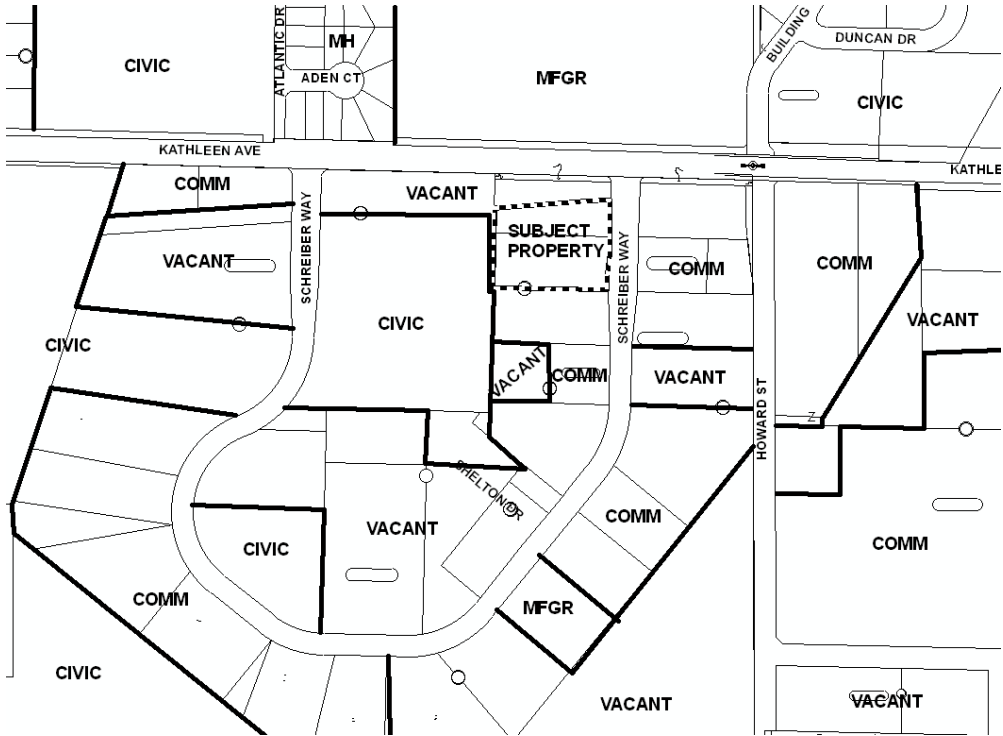 BUILDING
DUNCAN DR
ATLANTIC DR
MH
CIVIC
ADEN CT
MFGR
CIVIC
KATHLEEN AVE
KATHLE
COMM
VACANT
SCHREIBER WAY
SUBJECT
PROPERTY
SCHREIBER WAY
VACANT
COMM
COMM
CIVIC
VACANT
CIVIC
VACANT
COMM
VACANT
HOWARD ST
Z
SHELTON DR
VACANT
COMM
CIVIC
COMM
COMM
MFGR
CIVIC
VACANT
VACANT